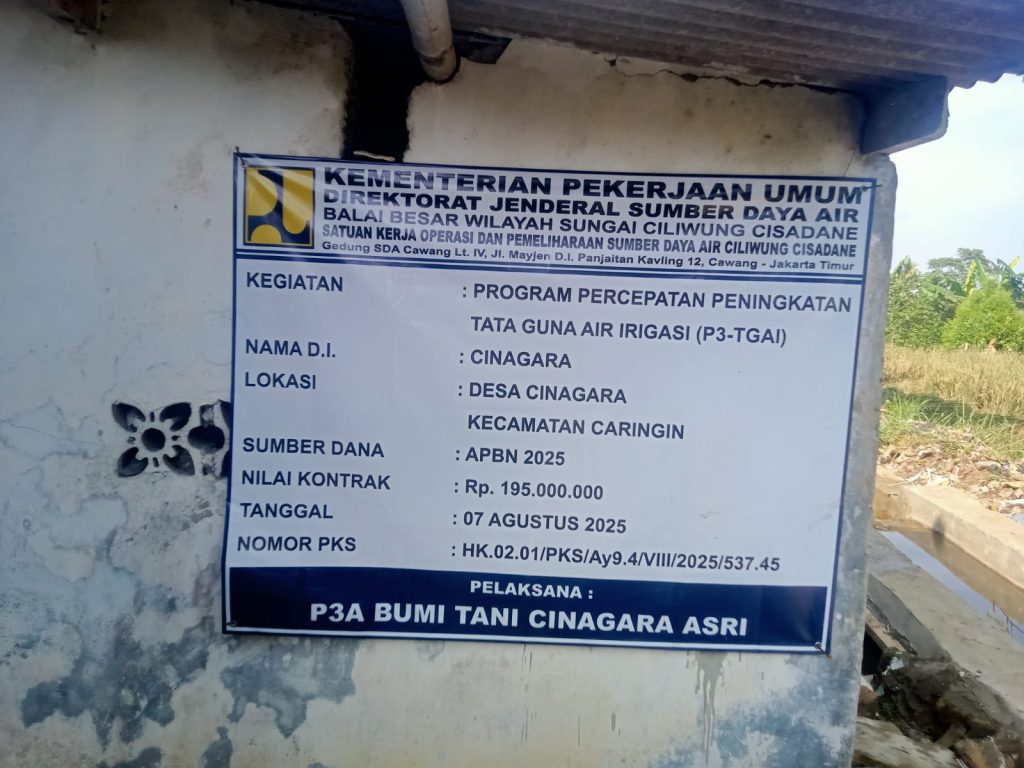 KEMENTERIAN PEKERJAAN UMUM
DIREKTORAT JENDERAL SUMBER DAYA AIR
BALAI BESAR WILAYAH SUNGAI CILIWUNG CISADANE
SATUAN KERJA OPERASI DAN PEMELIHARAAN SUMBER DAYA AIR CILIWUNG CISADANE
Gedung SDA Cawang Lt. IV, Jl. Mayjen D.I. Panjaitan Kavling 12, Cawang - Jakarta Timur
KEGIATAN : PROGRAM PERCEPATAN PENINGKATAN
TATA GUNA AIR IRIGASI (P3-TGAI)
NAMA D.I. : CINAGARA
LOKASI : DESA CINAGARA
KECAMATAN CARINGIN
SUMBER DANA : APBN 2025
NILAI KONTRAK : Rp. 195.000.000
TANGGAL : 07 AGUSTUS 2025
NOMOR PKS : HK.02.01/PKS/Ay9.4/VIII/2025/537.45
PELAKSANA :
P3A BUMI TANI CINAGARA ASRI